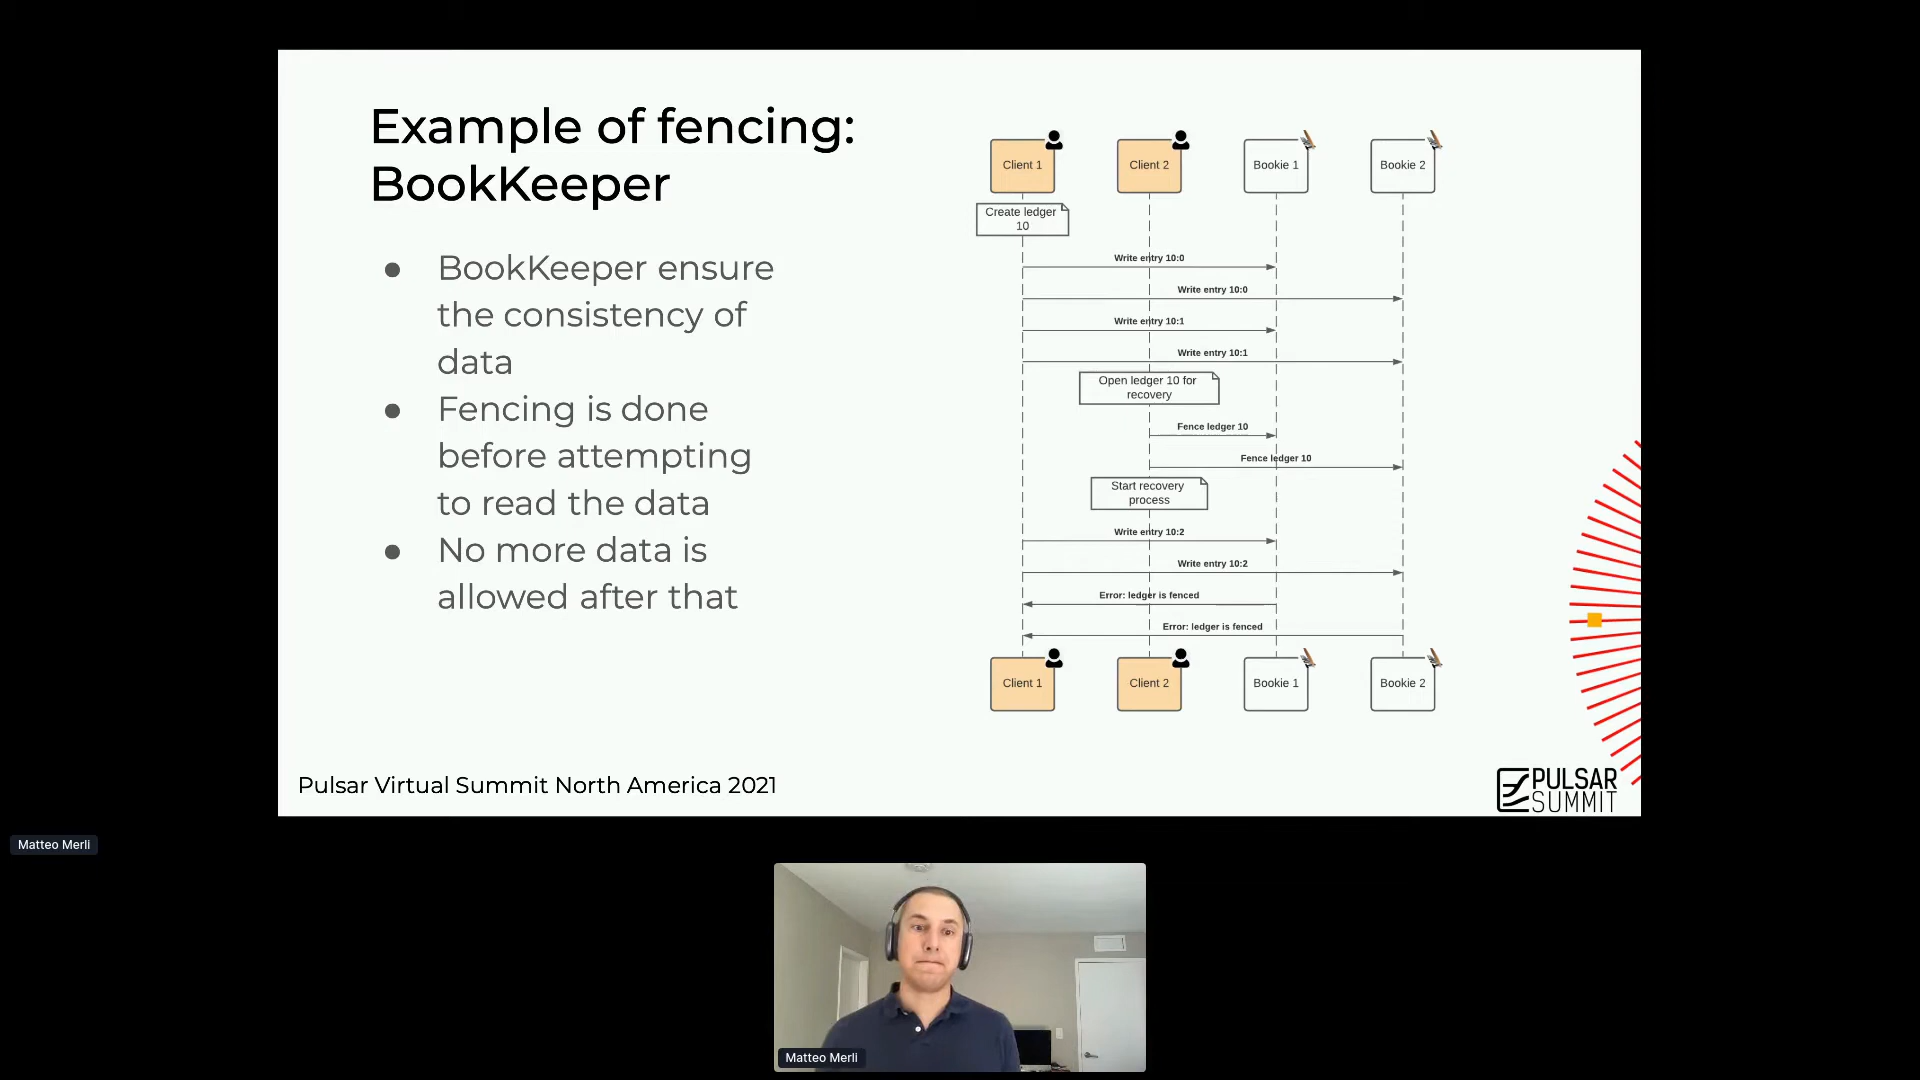 Example of fencing:
BookKeeper
● BookKeeper ensure
the consistency of
data
● Fencing is done
before attempting
to read the data
● No more data is
allowed after that
Client 1
Client 2
Bookie 1
Bookie 2
Create ledger
10
Write entry 10:0
Write entry 10:0
Write entry 10:1
Write entry 10:1
Open ledger 10 for
recovery
Fence ledger 10
Fence ledger 10
Start recovery
process
Write entry 10:2
Write entry 10:2
Error: ledger is fenced
Error: ledger is fenced
Client 1
Client 2
Bookie 1
Bookie 2
Pulsar Virtual Summit North America 2021
PULSAR
SUMMIT
Matteo Merli
Matteo Merli